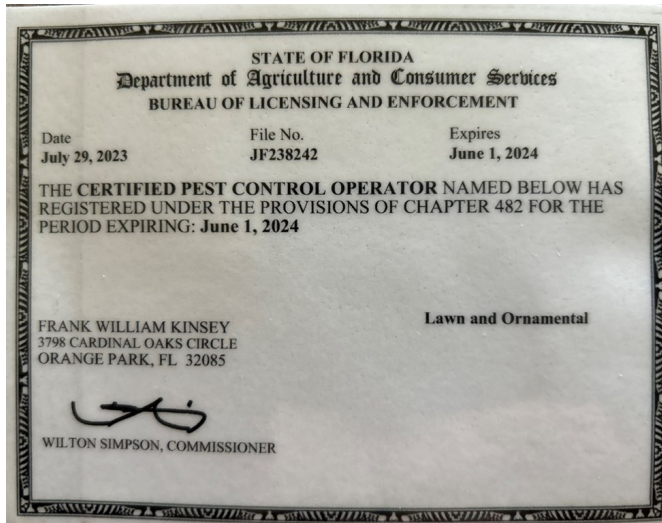 STATE OF FLORIDA
Department of Agriculture and Consumer Services
BUREAU OF LICENSING AND ENFORCEMENT
Date File No. Expires
July 29, 2023 JF238242 June 1, 2024
THE CERTIFIED PEST CONTROL OPERATOR NAMED BELOW HAS
REGISTERED UNDER THE PROVISIONS OF CHAPTER 482 FOR THE
PERIOD EXPIRING: June 1, 2024
Lawn and Ornamental
FRANK WILLIAM KINSEY
3798 CARDINAL OAKS CIRCLE
ORANGE PARK, FL 32085
WILTON SIMPSON, COMMISSIONER